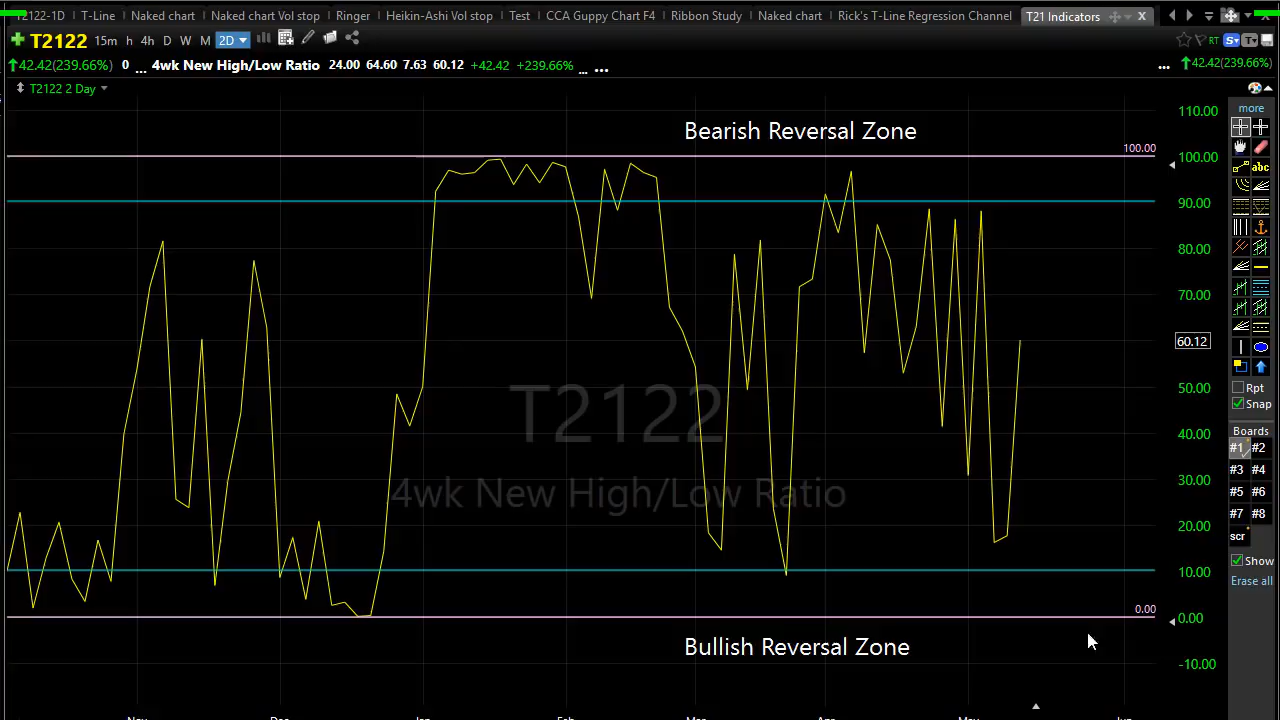 T2122-1D T-Line Naked chart Naked chart Vol stop Ringer Heikin-Ashi Vol stop Test CCA Guppy Chart F4 Ribbon Study Naked chart Rick's T-Line Regression Channel T21 Indicators X
T2122 15m h 4h D W M 2D RT S T
42.42(239.66%) 0 ... 4wk New High/Low Ratio 24.00 64.60 7.63 60.12 +42.42 +239.66% ... ... 42.42(239.66%)
T2122 2 Day
more
110.00
Bearish Reversal Zone
100.00
100.00
abc
90.00
80.00
70.00
60.12
50.00
Rpt
Snap
T2122
40.00
Boards
#1 #2
#3 #4
30.00
4wk New High/Low Ratio
#5 #6
#7 #8
20.00
scr
Show
10.00
Erase all
0.00
0.00
Bullish Reversal Zone
-10.00